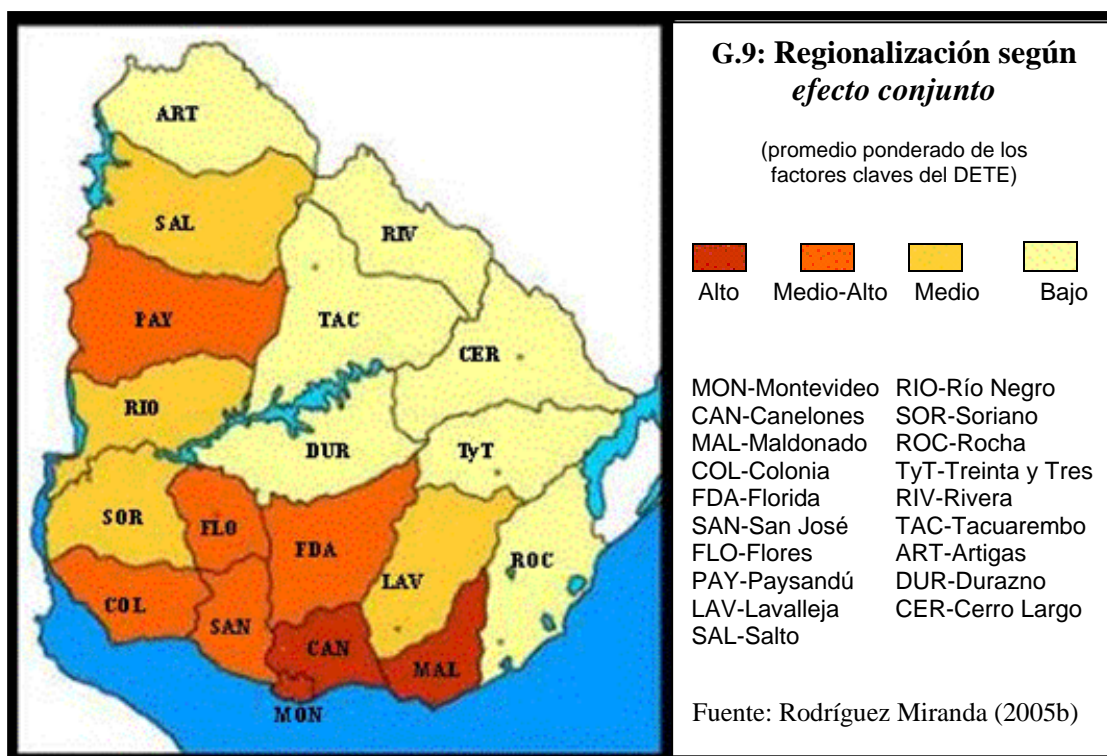 ART
SAL
RIV
PAY
TAC
CER
RIO
DUR
TyT
SOR
FLO
FDA
ROC
LAV
COL
SAN
CAN
MAL
MON
G.9: Regionalización según
efecto conjunto
(promedio ponderado de los
factores claves del DETE)
Alto Medio-Alto Medio Bajo
MON-Montevideo RIO-Río Negro
CAN-Canelones SOR-Soriano
MAL-Maldonado ROC-Rocha
COL-Colonia TyT-Treinta y Tres
FDA-Florida RIV-Rivera
SAN-San José TAC-Tacuarembo
FLO-Flores ART-Artigas
PAY-Paysandú DUR-Durazno
LAV-Lavalleja CER-Cerro Largo
SAL-Salto
Fuente: Rodríguez Miranda (2005b)